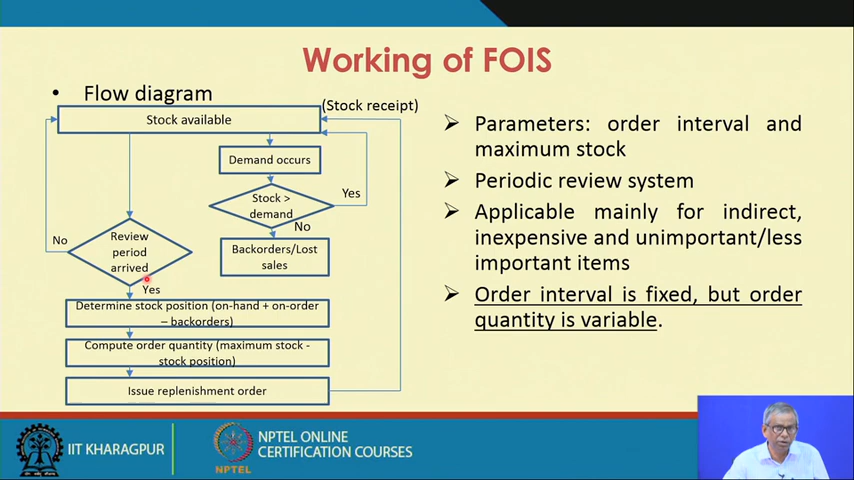 Working of FOIS
• Flow diagram
(Stock receipt)
Stock available
Demand occurs
Stock >
demand
Yes
No
Backorders/Lost
sales
No
Review
period
arrived
Yes
Determine stock position (on-hand + on-order
– backorders)
Compute order quantity (maximum stock -
stock position)
Issue replenishment order
Parameters: order interval and
maximum stock
Periodic review system
Applicable mainly for indirect,
inexpensive and unimportant/less
important items
Order interval is fixed, but order
quantity is variable.
IIT KHARAGPUR
NPTEL
NPTEL ONLINE
CERTIFICATION COURSES